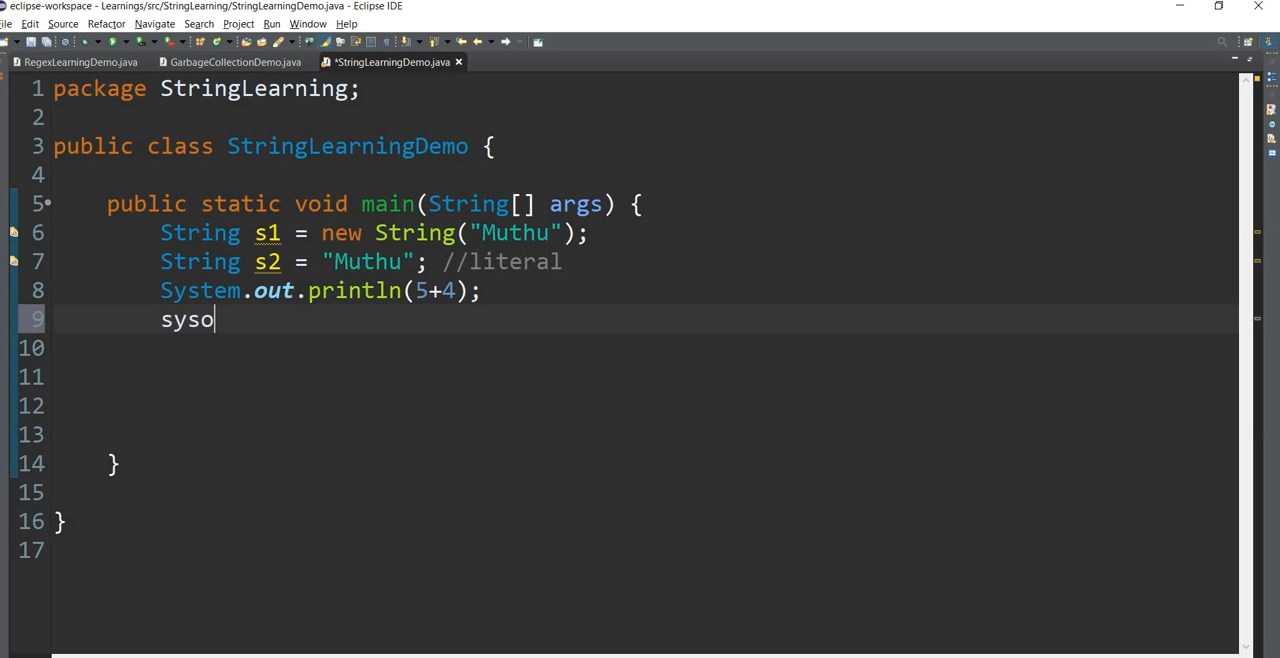 eclipse-workspace - Learnings/src/StringLearning/StringLearningDemo.java - Eclipse IDE
ile Edit Source Refactor Navigate Search Project Run Window Help
RegexLearningDemo.java GarbageCollectionDemo.java *StringLearningDemo.java
1 package StringLearning;
2
3 public class StringLearningDemo {
4
5 public static void main(String[] args) {
6 String s1 = new String("Muthu");
7 String s2 = "Muthu"; //literal
8 System.out.println(5+4);
9 syso
10
11
12
13
14 }
15
16 }
17